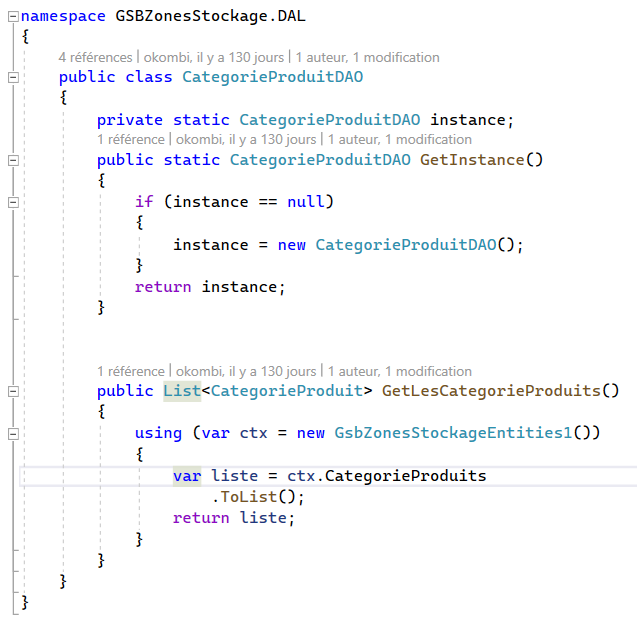 namespace GSBZonesStockage.DAL
{
4 références | okombi, il y a 130 jours | 1 auteur, 1 modification
public class CategorieProduitDAO
{
private static CategorieProduitDAO instance;
1 référence | okombi, il y a 130 jours | 1 auteur, 1 modification
public static CategorieProduitDAO GetInstance()
{
if (instance == null)
{
instance = new CategorieProduitDAO();
}
return instance;
}
1 référence | okombi, il y a 130 jours | 1 auteur, 1 modification
public List<CategorieProduit> GetLesCategorieProduits()
{
using (var ctx = new GsbZonesStockageEntities1())
{
var liste = ctx.CategorieProduits
.ToList();
return liste;
}
}
}
}